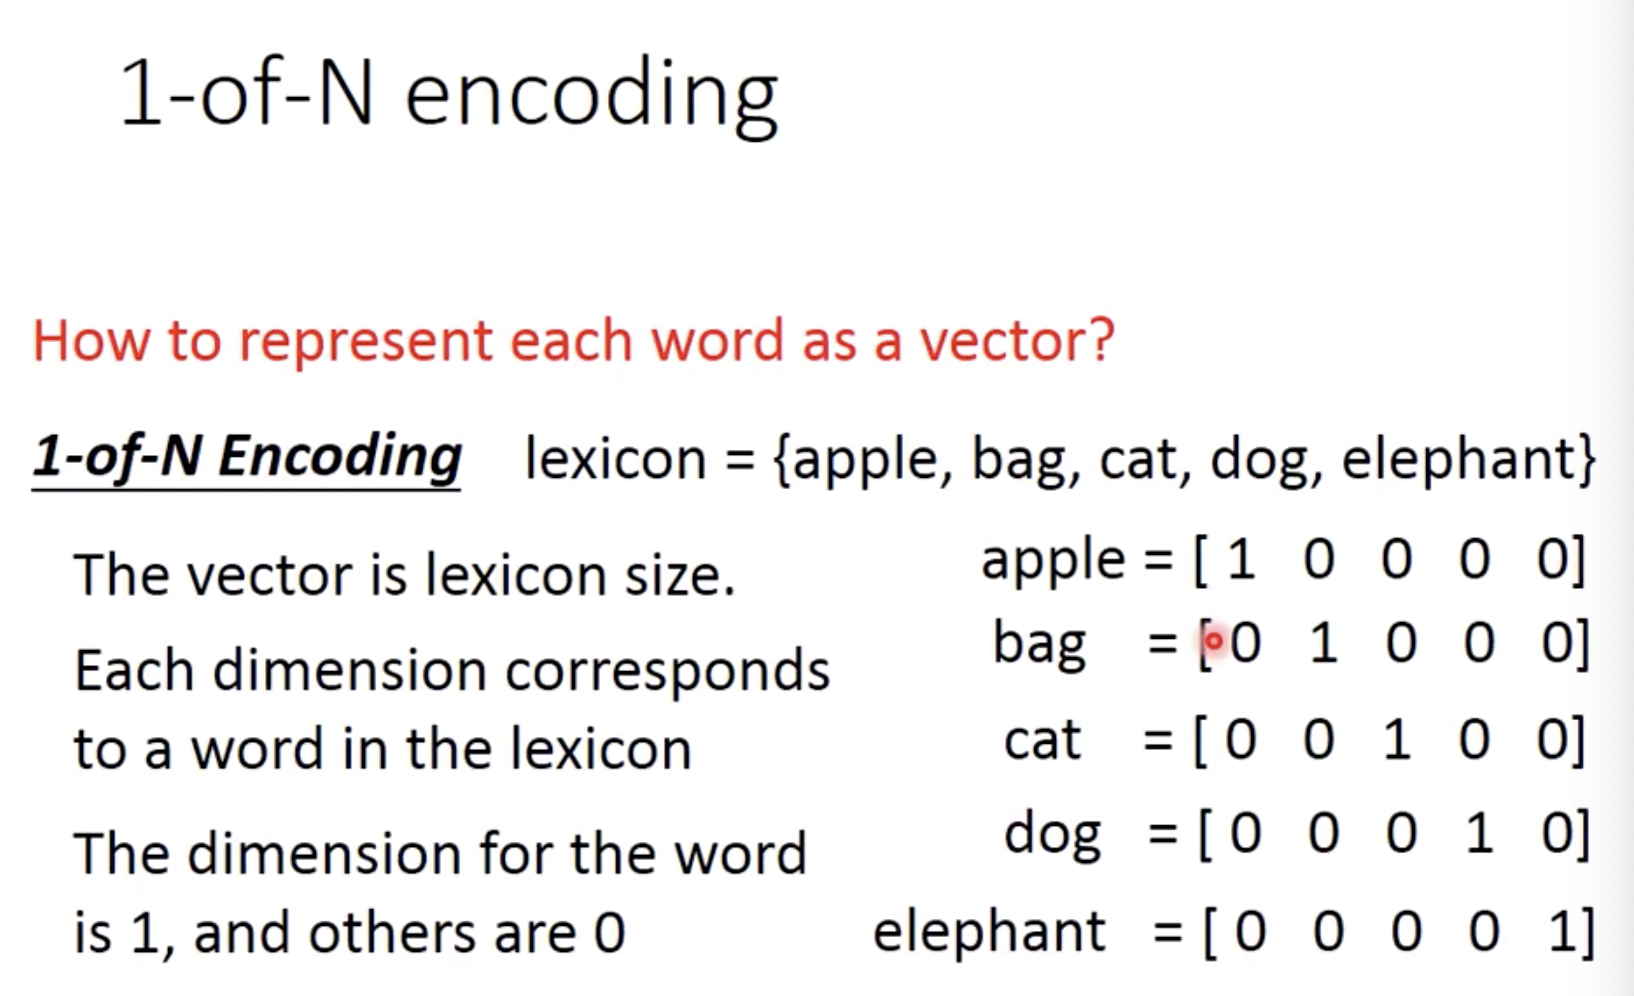 1-of-N encoding
How to represent each word as a vector?
1-of-N Encoding lexicon = {apple, bag, cat, dog, elephant}
The vector is lexicon size.
Each dimension corresponds
to a word in the lexicon
The dimension for the word
is 1, and others are 0
apple = [ 1 0 0 0 0]
bag = [ 0 1 0 0 0]
cat = [ 0 0 1 0 0]
dog = [ 0 0 0 1 0]
elephant = [ 0 0 0 0 1]